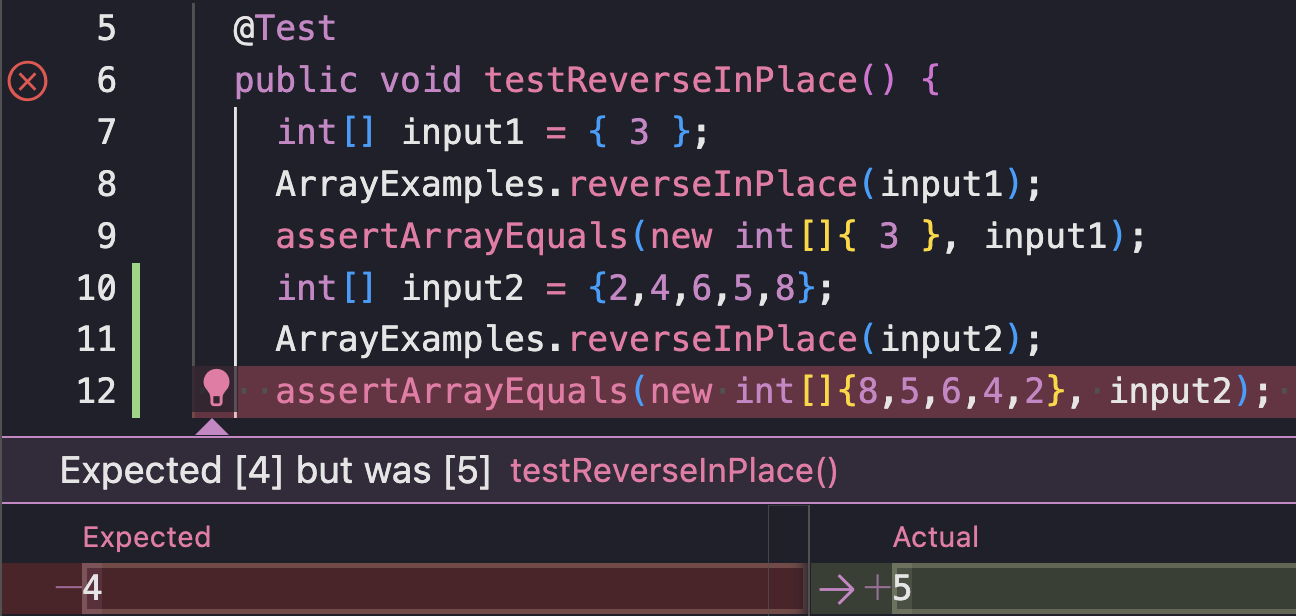 5 @Test
6 public void testReverseInPlace() {
7 int[] input1 = { 3 };
8 ArrayExamples.reverseInPlace(input1);
9 assertArrayEquals(new int[]{ 3 }, input1);
10 int[] input2 = {2,4,6,5,8};
11 ArrayExamples.reverseInPlace(input2);
12 assertArrayEquals(new int[]{8,5,6,4,2}, input2);
Expected [4] but was [5] testReverseInPlace()
Expected Actual
−4 → +5